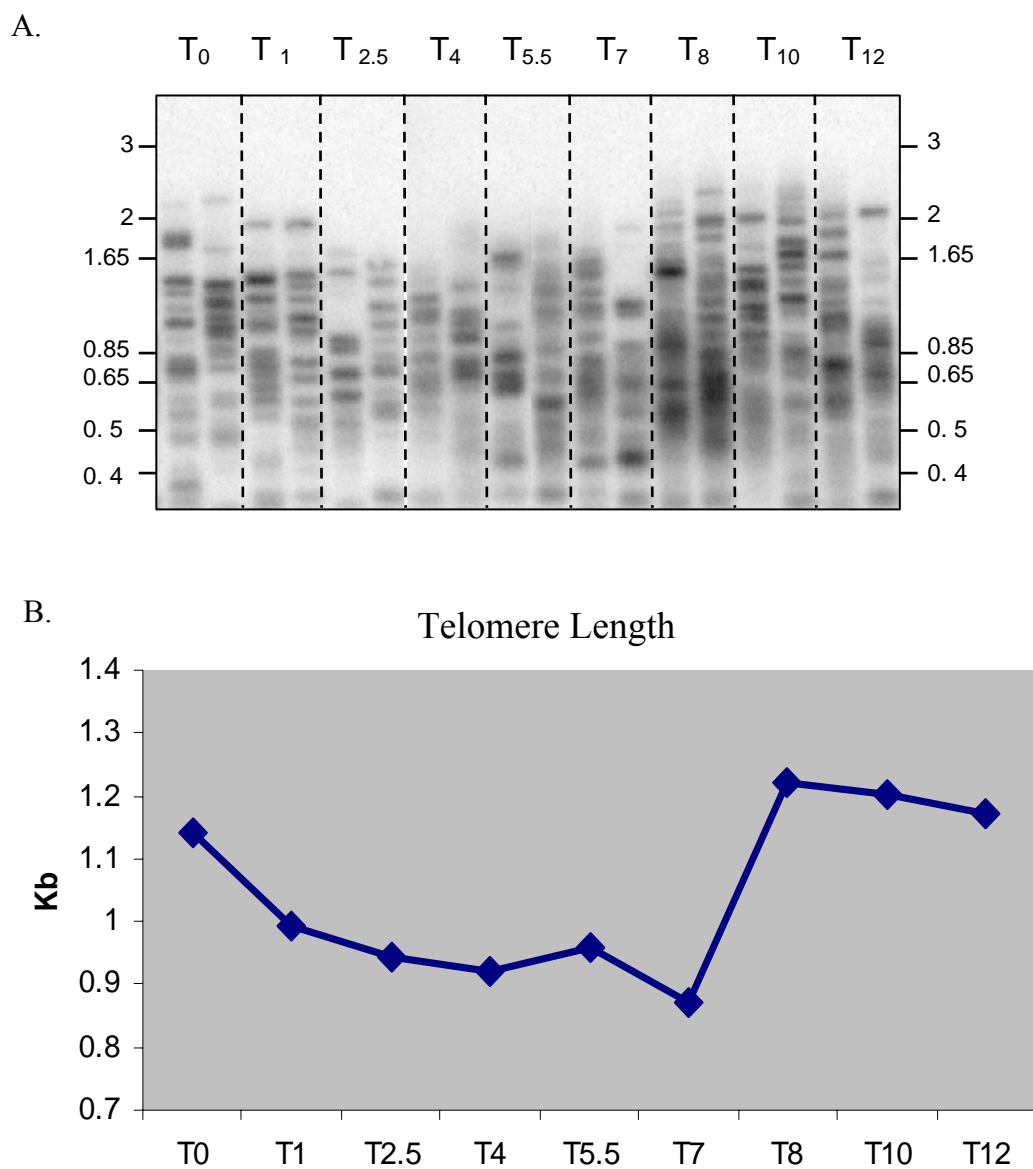 A.
T0 T 1 T 2.5 T4 T5.5 T7 T8 T10 T12
3 3
2 2
1.65 1.65
0.85 0.85
0.65 0.65
0. 5 0. 5
0. 4 0. 4
B.
Telomere Length
1.4
1.3
1.2
1.1
1
0.9
0.8
0.7
Kb
T0 T1 T2.5 T4 T5.5 T7 T8 T10 T12